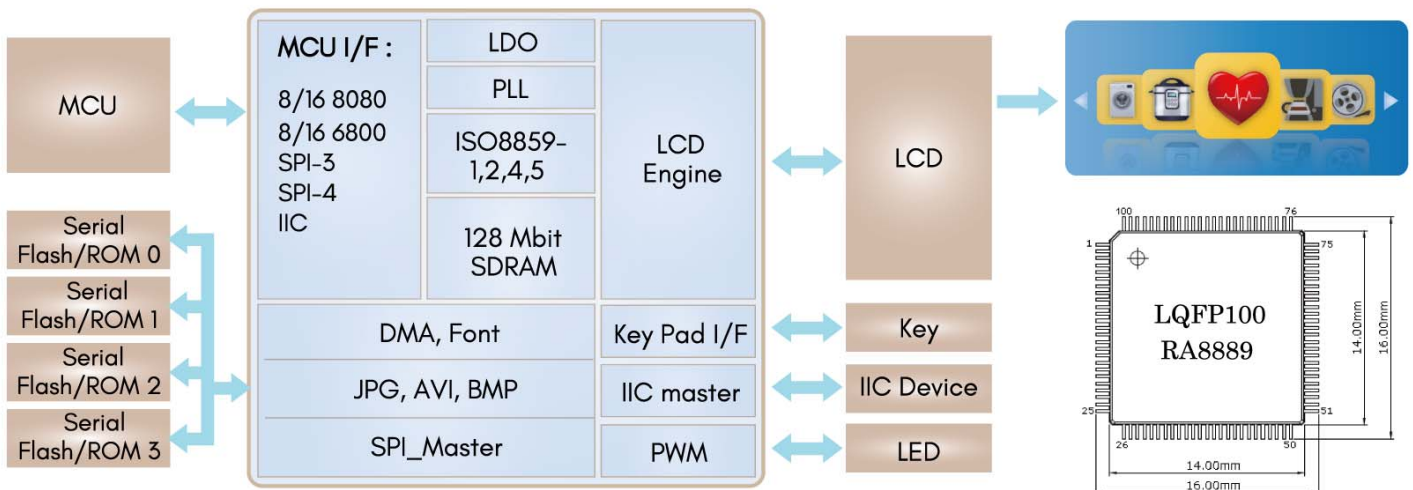 MCU
Serial
Flash/ROM 0
Serial
Flash/ROM 1
Serial
Flash/ROM 2
Serial
Flash/ROM 3
MCU I/F :
8/16 8080
8/16 6800
SPI-3
SPI-4
IIC
LDO
PLL
ISO8859-
1,2,4,5
128 Mbit
SDRAM
LCD
Engine
DMA, Font
JPG, AVI, BMP
SPI_Master
Key Pad I/F
IIC master
PWM
LCD
Key
IIC Device
LED
100
76
1
75
LQFP100
RA8889
14.00mm
16.00mm
25
51
26
50
14.00mm
16.00mm